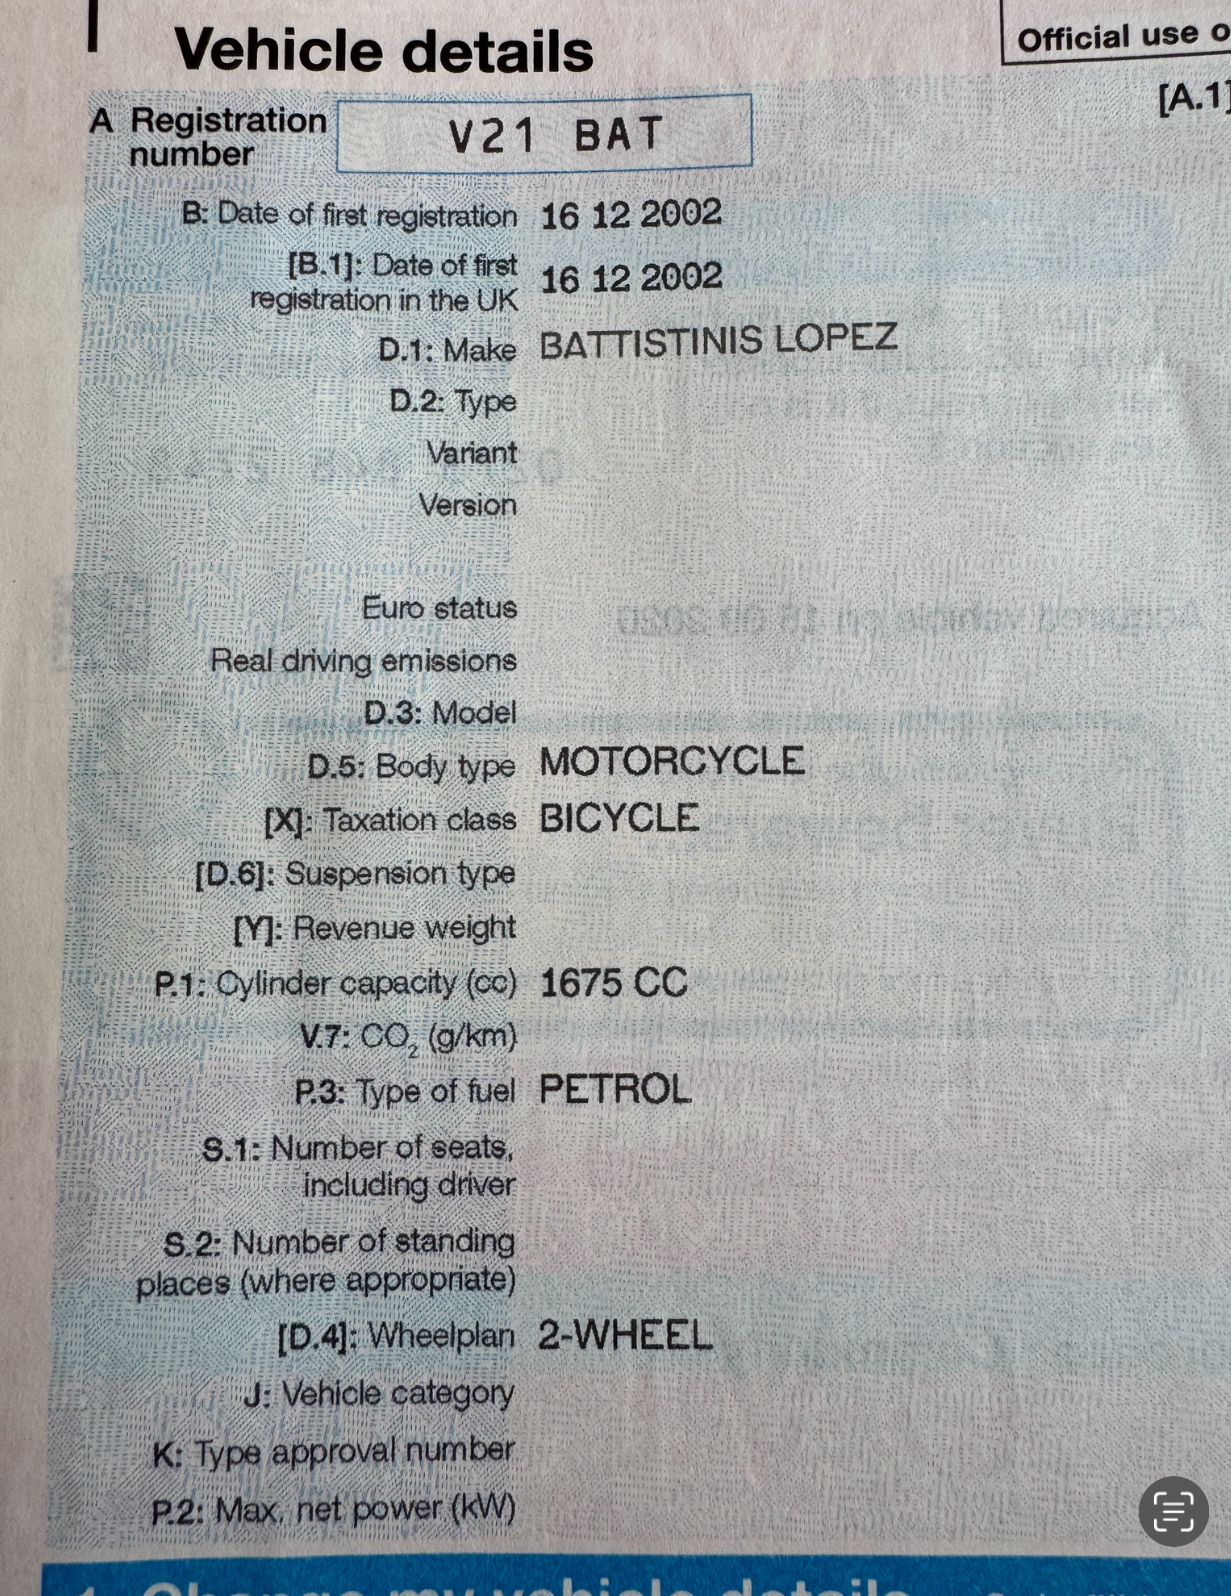 Vehicle details
Official use o
[A.1]
A Registration number V21 BAT
B: Date of first registration 16 12 2002
[B.1]: Date of first
registration in the UK 16 12 2002
D.1: Make BATTISTINIS LOPEZ
D.2: Type
Variant
Version
Euro status
Real driving emissions
D.3: Model
D.5: Body type MOTORCYCLE
[X]: Taxation class BICYCLE
[D.6]: Suspension type
[Y]: Revenue weight
P.1: Cylinder capacity (cc) 1675 CC
V.7: CO₂ (g/km)
P.3: Type of fuel PETROL
S.1: Number of seats,
including driver
S.2: Number of standing
places (where appropriate)
[D.4]: Wheelplan 2-WHEEL
J: Vehicle category
K: Type approval number
P.2: Max. net power (kW)
1. Change my vehicle details